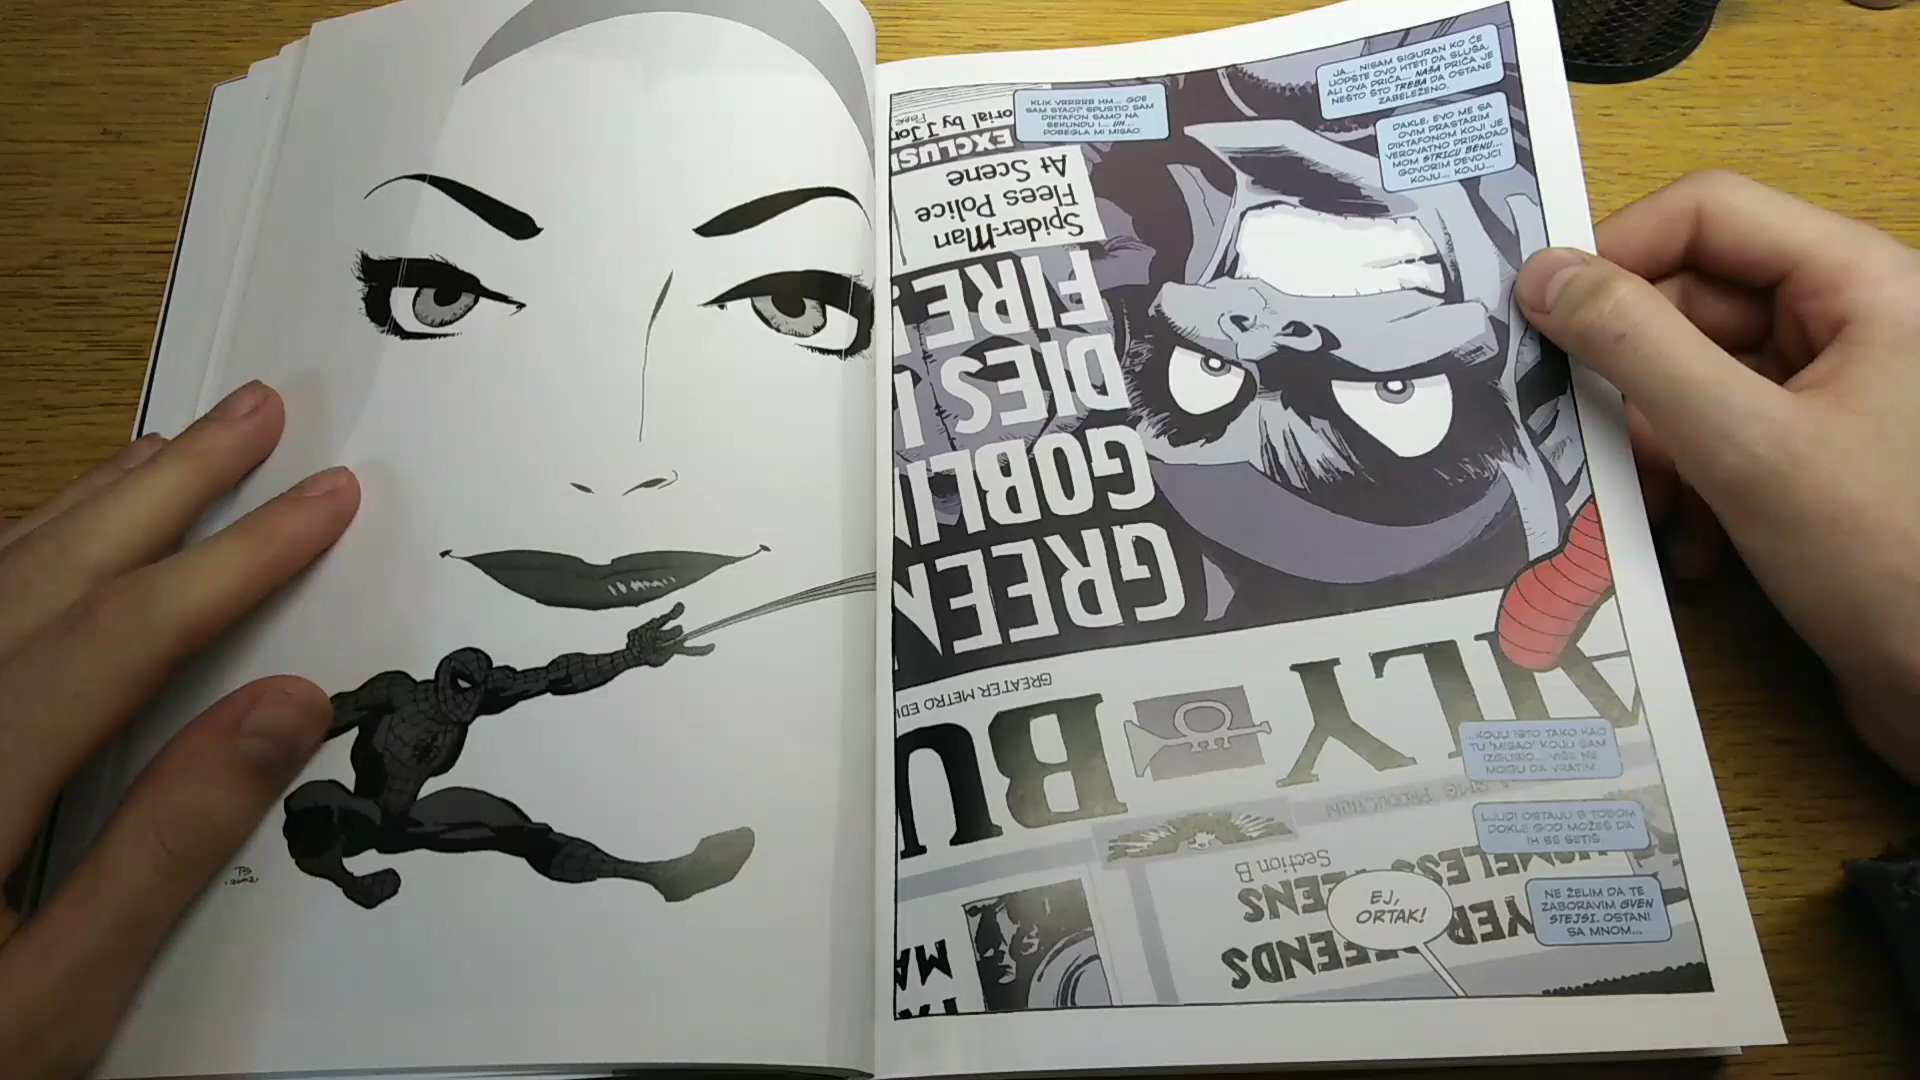 KLIK VRRRRR HM... GDE
SAM STAO? SPUSTIO SAM
DIKTAFON SAMO NA
SEKUNDU I... UH...
POBEGLA MI MISAO.
JA... NISAM SIGURAN KO ĆE
UOPŠTE OVO HTETI DA SLUŠA,
ALI OVA PRIČA... NAŠA PRIČA JE
NEŠTO ŠTO TREBA DA OSTANE
ZABELEŽENO.
DAKLE, EVO ME SA
OVIM PRASTARIM
DIKTAFONOM KOJI JE
VEROVATNO PRIPADAO
MOM STRICU BENU...
GOVORIM DEVOJCI
KOJU... KOJU...
EXCLUSI
At Scene
Flees Police
Spider-Man
FIRE
DIES I
GOBLIN
GREEN
GREATER METRO EDI
ILY BU
...KOJU ISTO TAKO KAO
TU 'MISAO' KOJU SAM
IZGUBIO... VIŠE NE
MOGU DA VRATIM.
PRODUCTION
LJUDI OSTAJU S TOBOM
DOKLE GOD MOŽEŠ DA
IH SE SETIŠ.
Section B
HOMELESS
TEENS
EJ,
ORTAK!
NE ŽELIM DA TE
ZABORAVIM GVEN
STEJSI. OSTANI
SA MNOM...